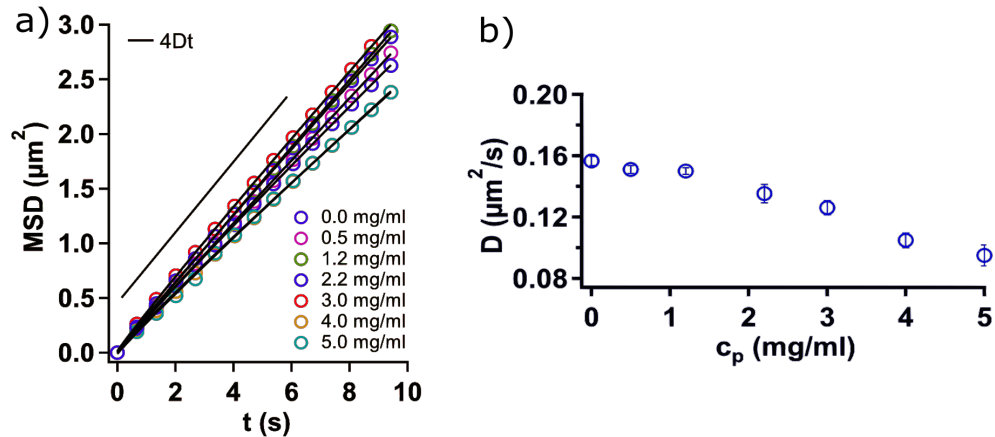 a)
4Dt
MSD (µm²)
3.0
2.5
2.0
1.5
1.0
0.5
0.0
0.0 mg/ml
0.5 mg/ml
1.2 mg/ml
2.2 mg/ml
3.0 mg/ml
4.0 mg/ml
5.0 mg/ml
0 2 4 6 8 10
t (s)
b)
D (µm²/s)
0.20
0.16
0.12
0.08
0 1 2 3 4 5
cₚ (mg/ml)